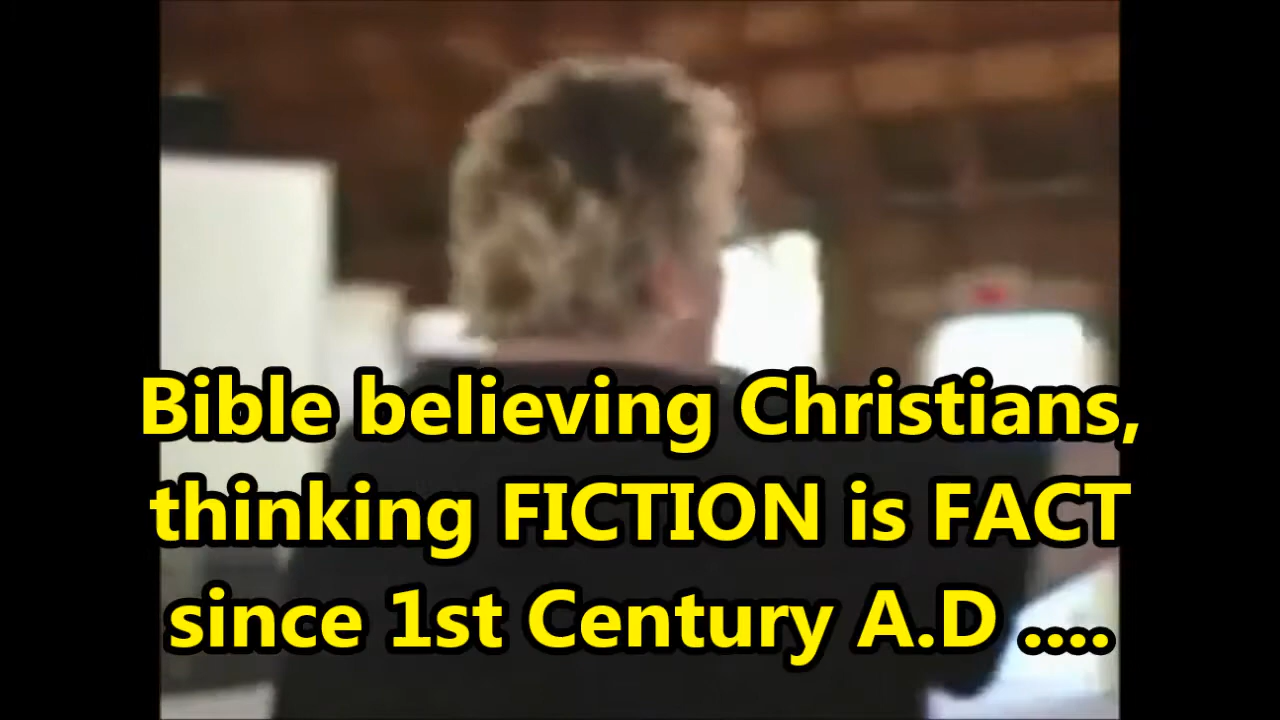 Bible believing Christians,
thinking FICTION is FACT
since 1st Century A.D ....